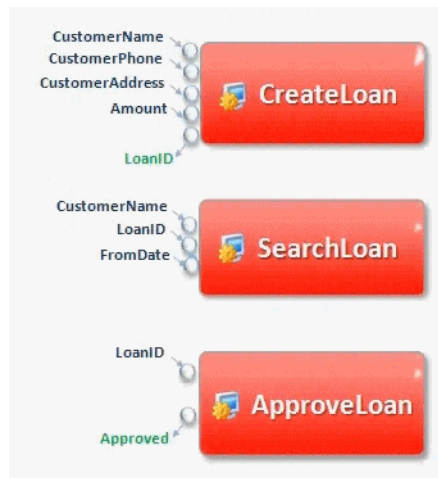 CustomerName
CustomerPhone
CustomerAddress
Amount
LoanID
CreateLoan
CustomerName
LoanID
FromDate
SearchLoan
LoanID
Approved
ApproveLoan